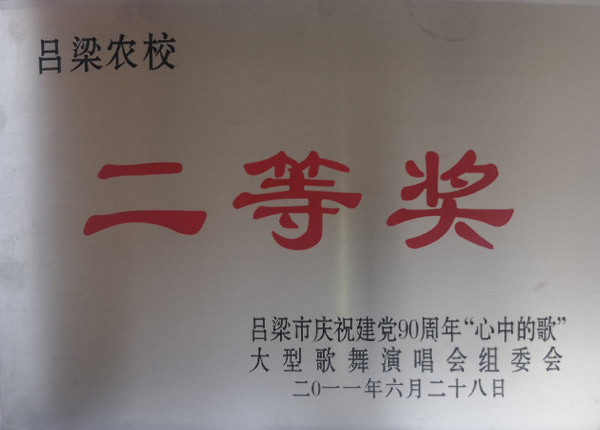 吕梁农校
二等奖
吕梁市庆祝建党90周年“心中的歌”
大型歌舞演唱会组委会
二O一一年六月二十八日